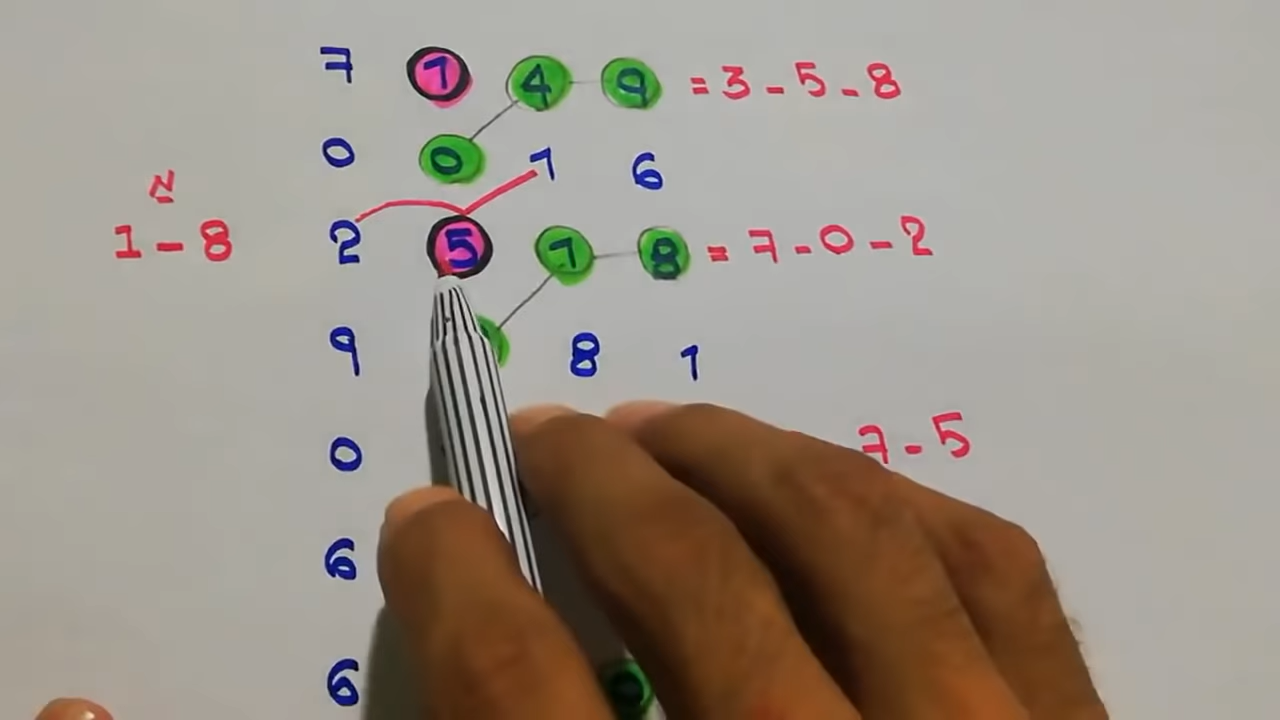 7 1 4 9 = 3 - 5 - 8
0 0 1 6
2 5 7 8 = 7 - 0 - 2
1 - 8
9 8 1
0 7 - 5
6
6